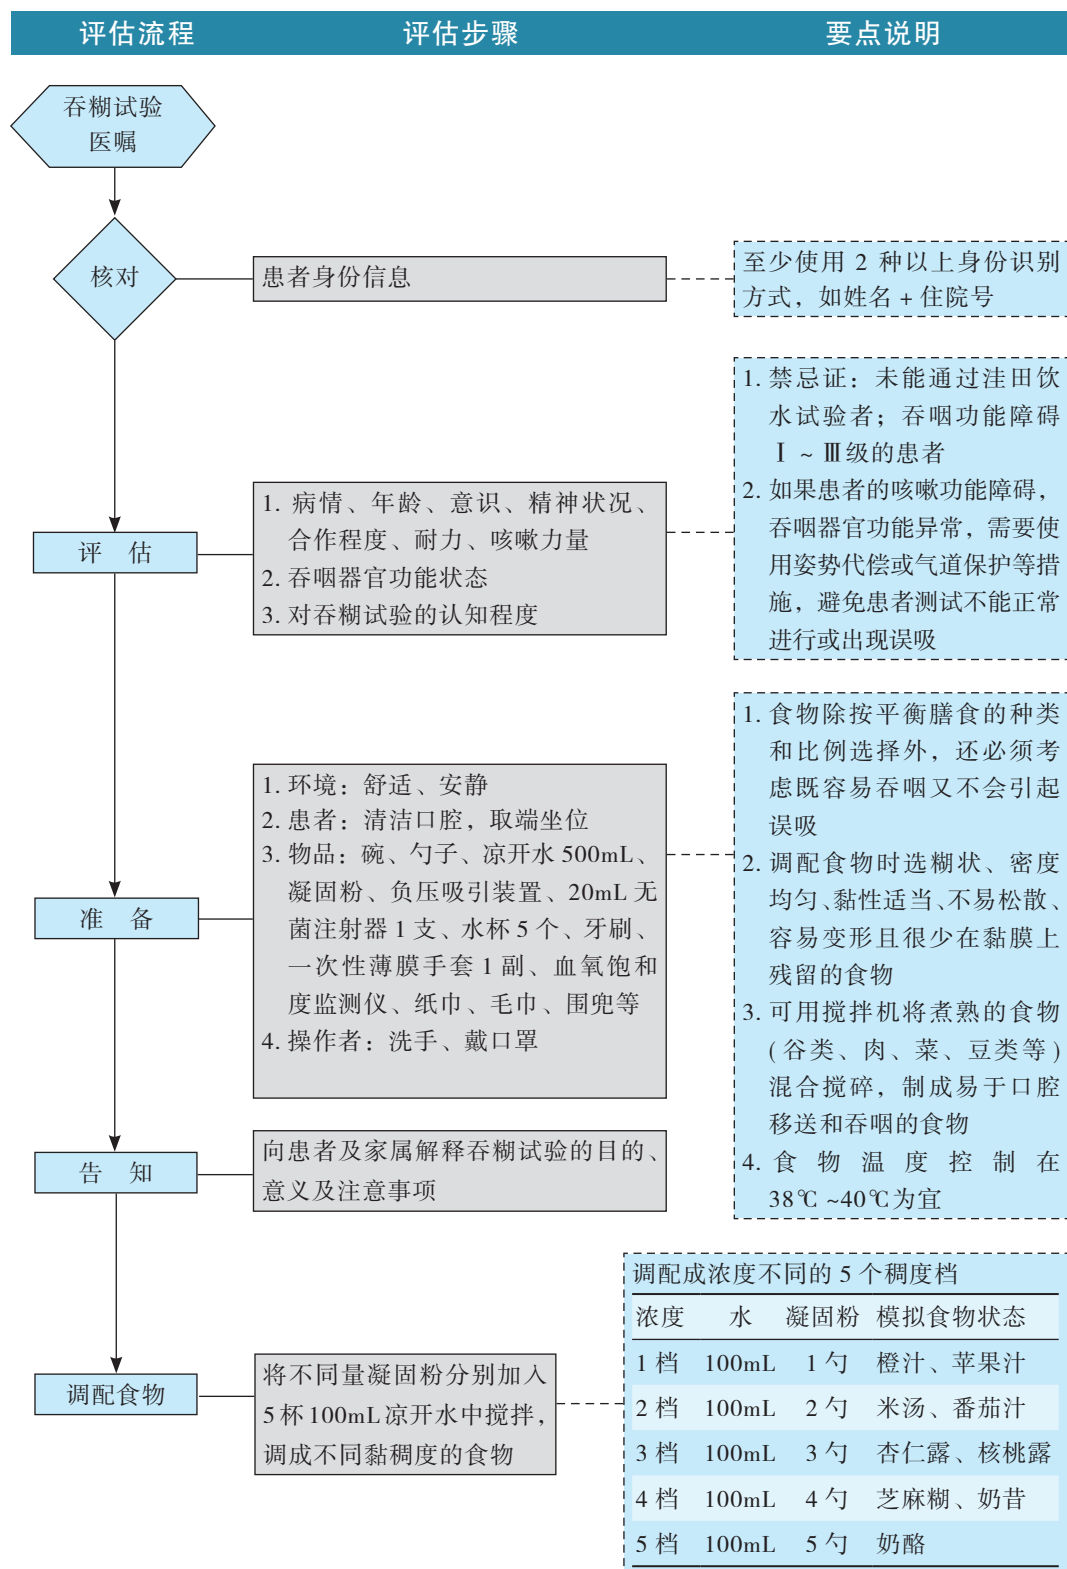 评估流程 评估步骤 要点说明
吞糊试验
医嘱
核对
患者身份信息
至少使用 2 种以上身份识别
方式，如姓名 + 住院号
评 估
1. 病情、年龄、意识、精神状况、
合作程度、耐力、咳嗽力量
2. 吞咽器官功能状态
3. 对吞糊试验的认知程度
1. 禁忌证：未能通过洼田饮
水试验者；吞咽功能障碍
Ⅰ ~ Ⅲ级的患者
2. 如果患者的咳嗽功能障碍，
吞咽器官功能异常，需要使
用姿势代偿或气道保护等措
施，避免患者测试不能正常
进行或出现误吸
准 备
1. 环境：舒适、安静
2. 患者：清洁口腔，取端坐位
3. 物品：碗、勺子、凉开水 500mL、
凝固粉、负压吸引装置、20mL 无
菌注射器 1 支、水杯 5 个、牙刷、
一次性薄膜手套 1 副、血氧饱和
度监测仪、纸巾、毛巾、围兜等
4. 操作者：洗手、戴口罩
1. 食物除按平衡膳食的种类
和比例选择外，还必须考
虑既容易吞咽又不会引起
误吸
2. 调配食物时选糊状、密度
均匀、黏性适当、不易松散、
容易变形且很少在黏膜上
残留的食物
3. 可用搅拌机将煮熟的食物
(谷类、肉、菜、豆类等)
混合搅碎，制成易于口腔
移送和吞咽的食物
4. 食物温度控制在
38℃ ~40℃为宜
告 知
向患者及家属解释吞糊试验的目的、
意义及注意事项
调配食物
将不同量凝固粉分别加入
5杯100mL凉开水中搅拌，
调成不同黏稠度的食物
调配成浓度不同的 5 个稠度档
浓度 水 凝固粉 模拟食物状态
1 档 100mL 1 勺 橙汁、苹果汁
2 档 100mL 2 勺 米汤、番茄汁
3 档 100mL 3 勺 杏仁露、核桃露
4 档 100mL 4 勺 芝麻糊、奶昔
5 档 100mL 5 勺 奶酪